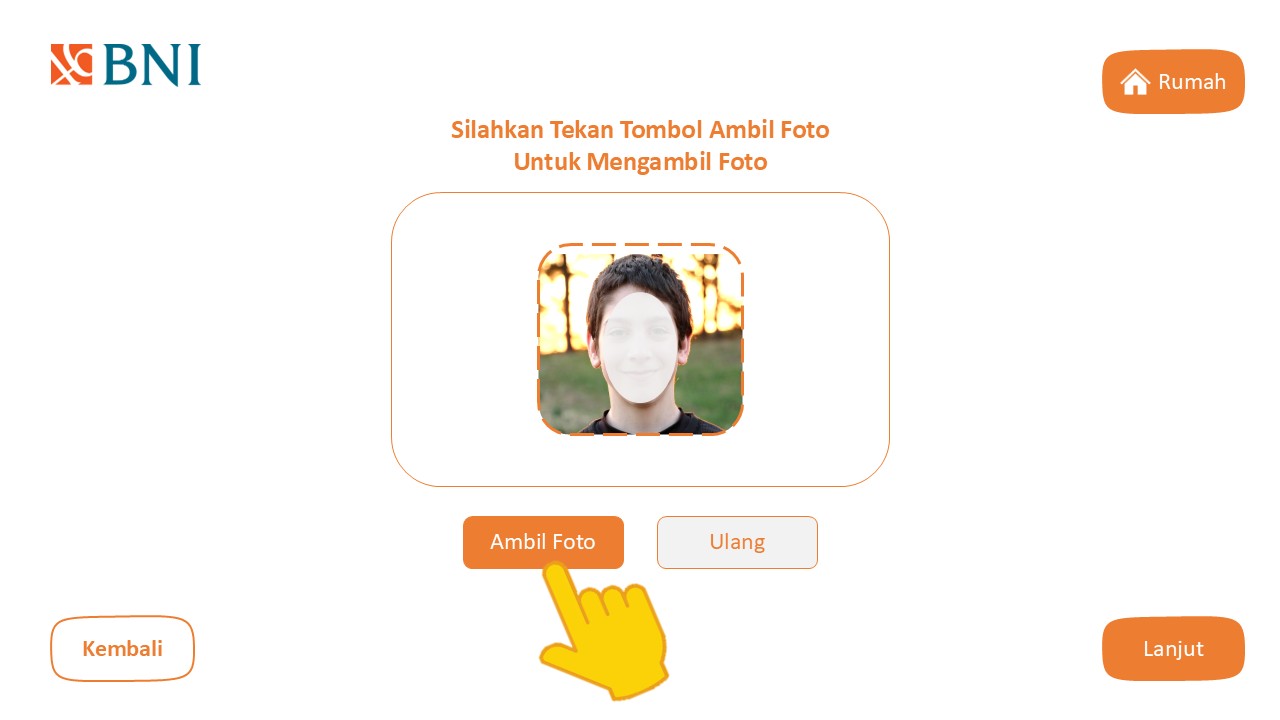 BNI
Rumah
Silahkan Tekan Tombol Ambil Foto
Untuk Mengambil Foto
Ambil Foto
Ulang
Kembali
Lanjut